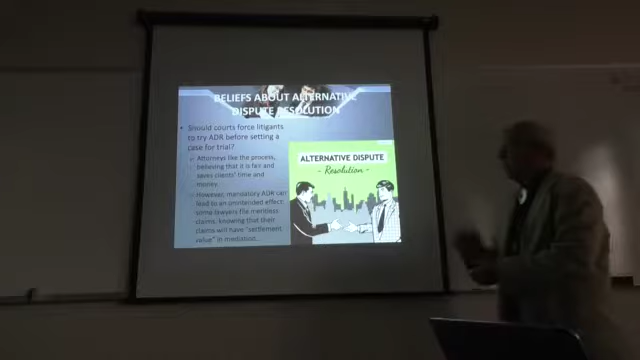 BELIEFS ABOUT ALTERNATIVE
DISPUTE RESOLUTION
• Should courts force litigants
to try ADR before setting a
case for trial?
Attorneys like the process,
believing that it is fair and
saves clients' time and
money.
However, mandatory ADR can
lead to an unintended effect:
some lawyers file meritless
claims, knowing that their
claims will have "settlement
value" in mediation.
ALTERNATIVE DISPUTE
- Resolution -